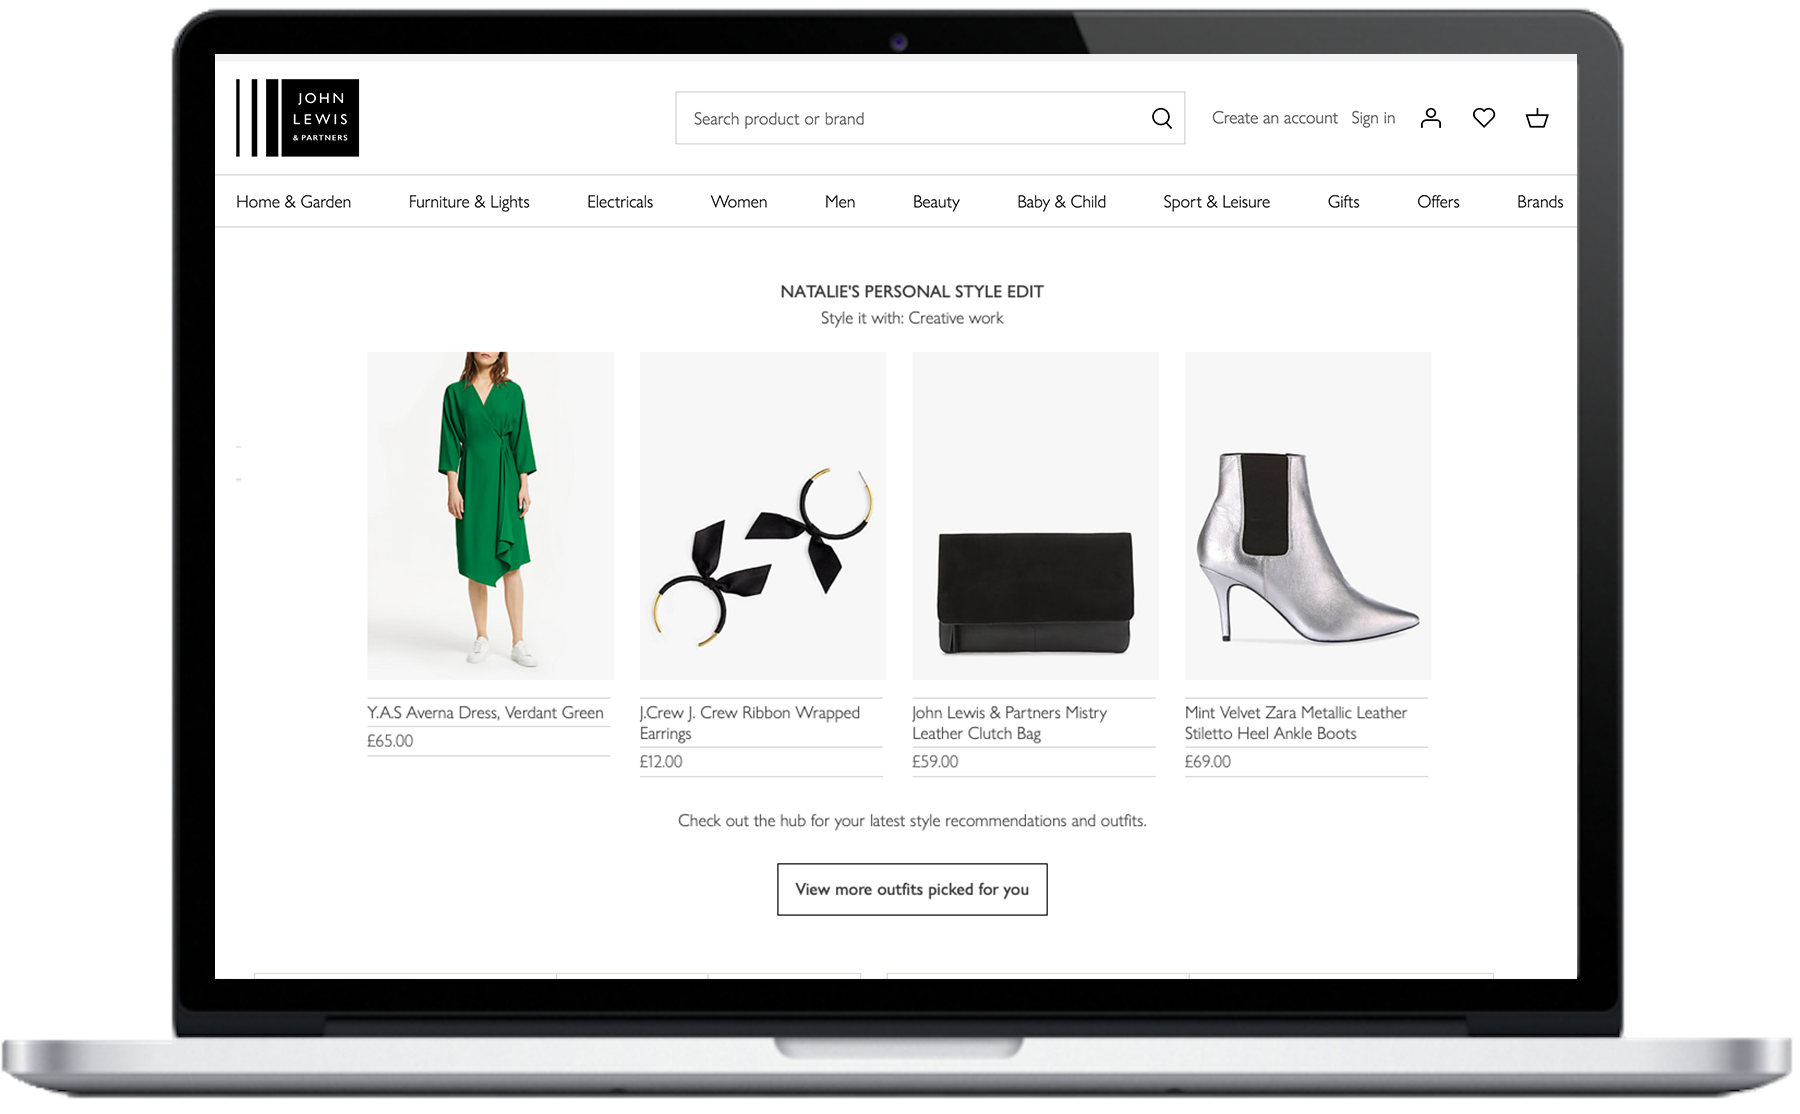 JOHN
LEWIS
& PARTNERS
Search product or brand
Create an account
Sign in
Home & Garden
Furniture & Lights
Electricals
Women
Men
Beauty
Baby & Child
Sport & Leisure
Gifts
Offers
Brands
NATALIE'S PERSONAL STYLE EDIT
Style it with: Creative work
Y.A.S Averna Dress, Verdant Green
£65.00
J.Crew J. Crew Ribbon Wrapped
Earrings
£12.00
John Lewis & Partners Mistry
Leather Clutch Bag
£59.00
Mint Velvet Zara Metallic Leather
Stiletto Heel Ankle Boots
£69.00
Check out the hub for your latest style recommendations and outfits.
View more outfits picked for you